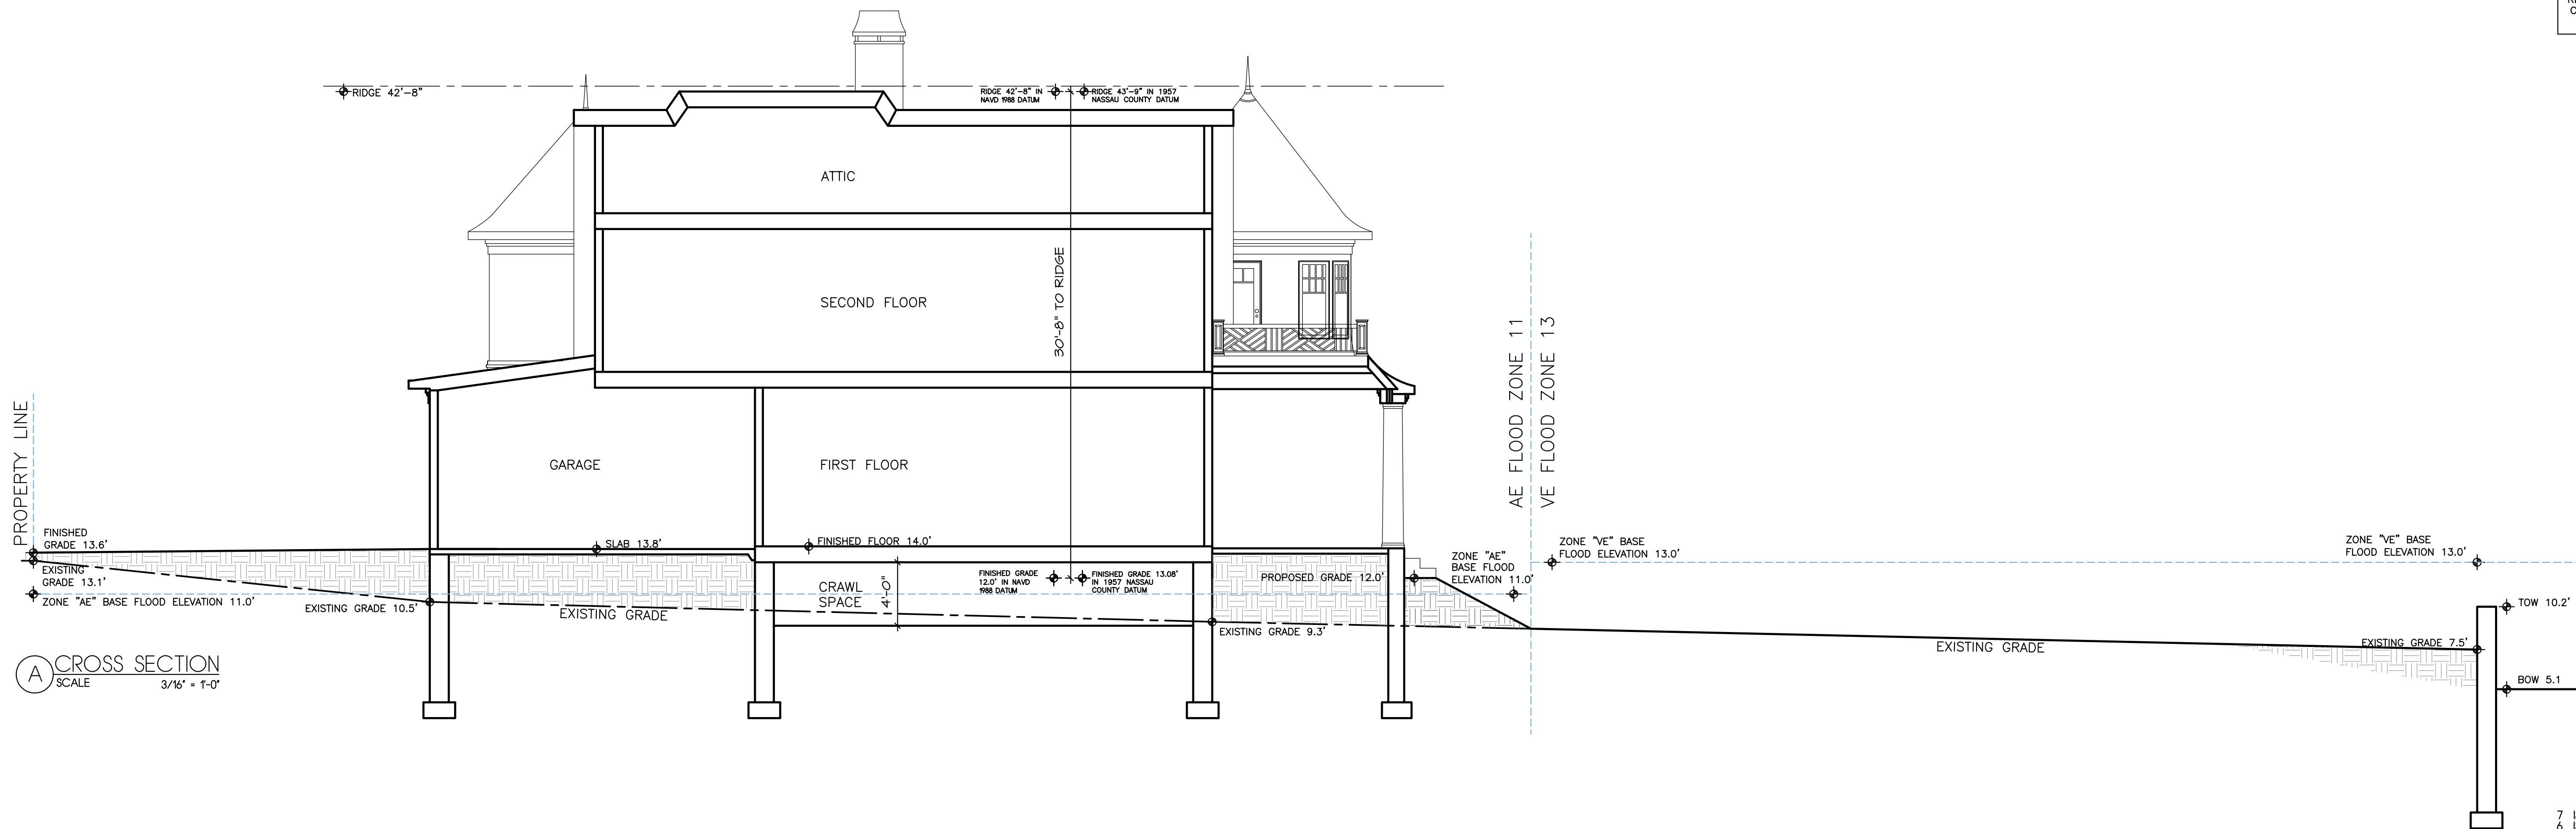 RIDGE 42'-8"
RIDGE 42'-8" IN
NAVD 1988 DATUM
RIDGE 43'-9" IN 1957
NASSAU COUNTY DATUM
ATTIC
SECOND FLOOR
30'-8" TO RIDGE
AE FLOOD ZONE 11
VE FLOOD ZONE 13
PROPERTY LINE
GARAGE
FIRST FLOOR
FINISHED
GRADE 13.6'
SLAB 13.8'
FINISHED FLOOR 14.0'
EXISTING
GRADE 13.1'
ZONE "AE" BASE FLOOD ELEVATION 11.0'
EXISTING GRADE 10.5'
EXISTING GRADE
CRAWL
SPACE
4'-0"
FINISHED GRADE
12.0' IN NAVD
1988 DATUM
FINISHED GRADE 13.08'
IN 1957 NASSAU
COUNTY DATUM
PROPOSED GRADE 12.0'
EXISTING GRADE 9.3'
ZONE "AE"
BASE FLOOD
ELEVATION 11.0'
ZONE "VE" BASE
FLOOD ELEVATION 13.0'
ZONE "VE" BASE
FLOOD ELEVATION 13.0'
TOW 10.2'
EXISTING GRADE 7.5'
EXISTING GRADE
BOW 5.1
A
CROSS SECTION
SCALE 3/16" = 1'-0"